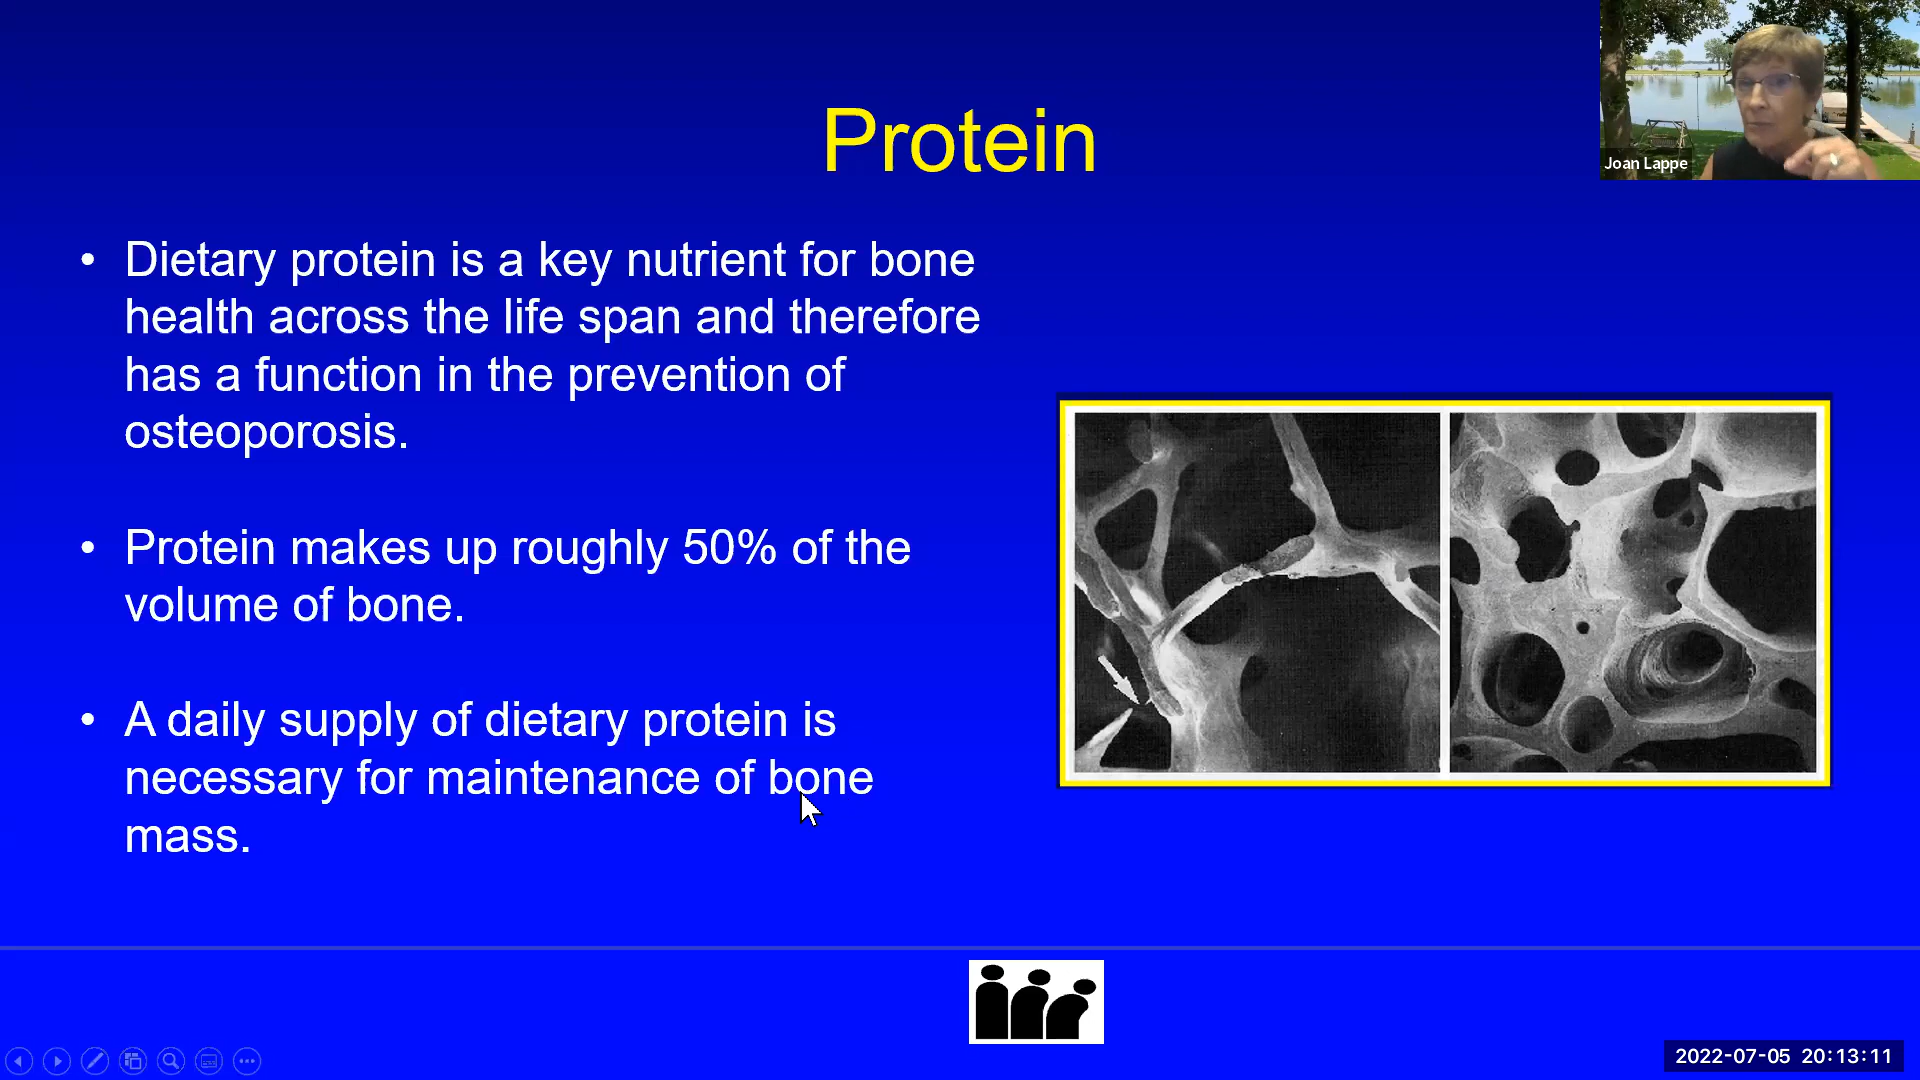 Protein
Joan Lappe
• Dietary protein is a key nutrient for bone
health across the life span and therefore
has a function in the prevention of
osteoporosis.
• Protein makes up roughly 50% of the
volume of bone.
• A daily supply of dietary protein is
necessary for maintenance of bone
mass.
2022-07-05 20:13:11